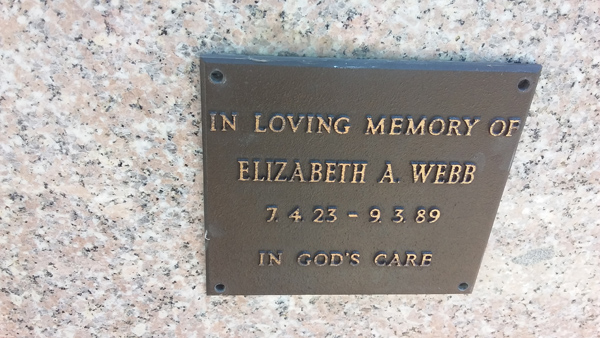 IN LOVING MEMORY OF
ELIZABETH A. WEBB
7. 4. 23 - 9. 3. 89
IN GOD'S CARE